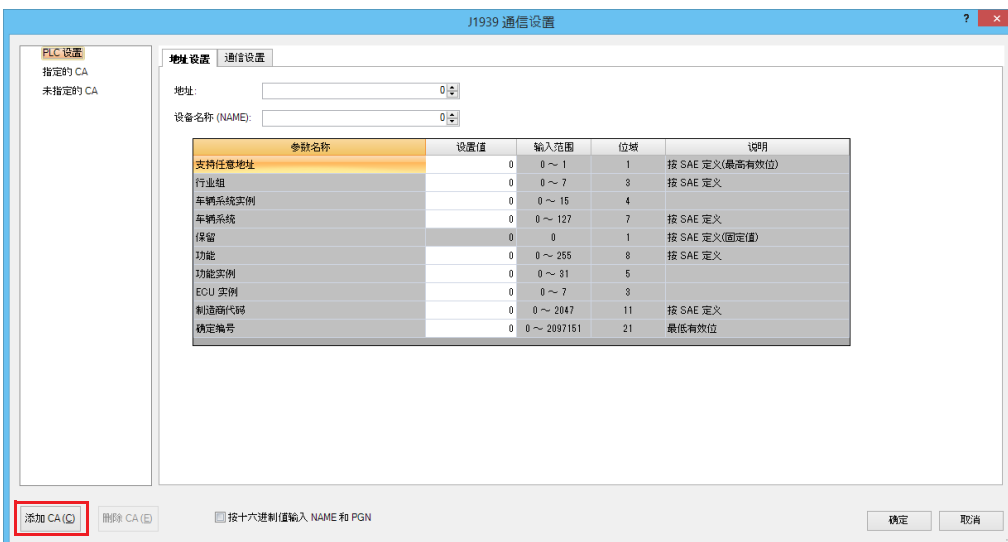 J1939 通信设置
?
×
PLC 设置
指定的 CA
未指定的 CA
地址设置 通信设置
地址: 0
设备名称 (NAME): 0
参数名称 设置值 输入范围 位域 说明
支持任意地址 0 0 ～ 1 1 按 SAE 定义(最高有效位)
行业组 0 0 ～ 7 3 按 SAE 定义
车辆系统实例 0 0 ～ 15 4
车辆系统 0 0 ～ 127 7 按 SAE 定义
保留 0 0 1 按 SAE 定义(固定值)
功能 0 0 ～ 255 8 按 SAE 定义
功能实例 0 0 ～ 31 5
ECU 实例 0 0 ～ 7 3
制造商代码 0 0 ～ 2047 11 按 SAE 定义
确定编号 0 0 ～ 2097151 21 最低有效位
添加 CA (C) 删除 CA (E) 按十六进制值输入 NAME 和 PGN 确定 取消